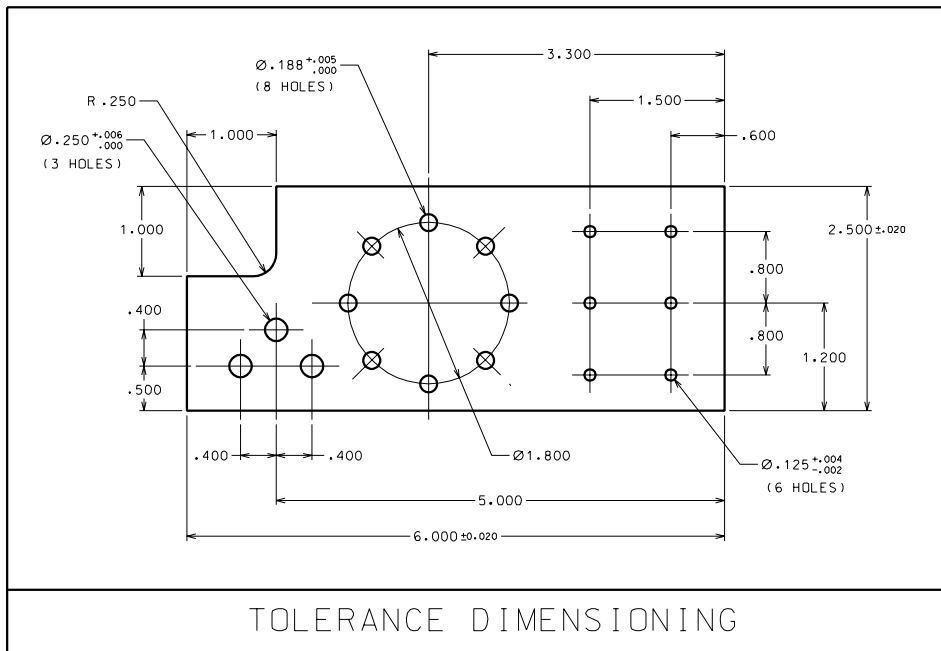 3.300
Ø.188 +.005 .000
(8 HOLES)
R .250
1.500
Ø.250 +.006 .000
(3 HOLES)
1.000
.600
1.000
2.500 ±.020
.800
.400
.800
1.200
.500
.400
.400
Ø1.800
Ø.125 +.004 -.002
(6 HOLES)
5.000
6.000 ±0.020
TOLERANCE DIMENSIONING